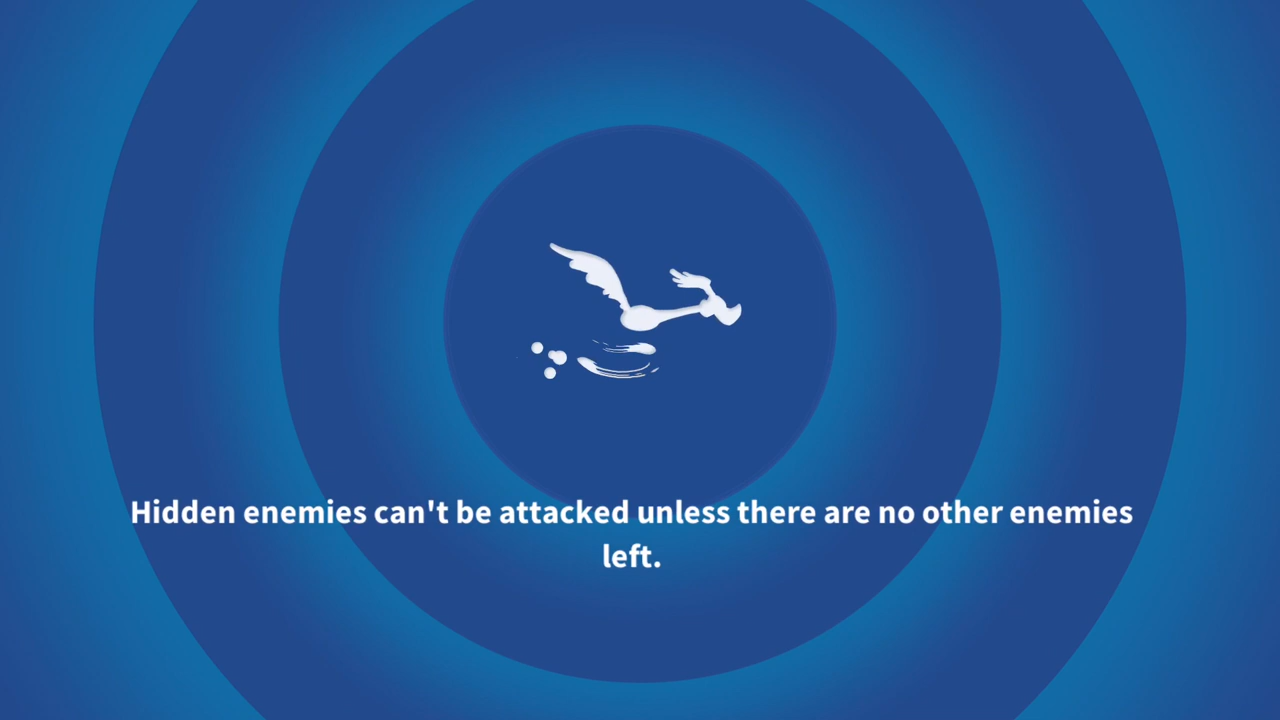 Hidden enemies can't be attacked unless there are no other enemies
left.